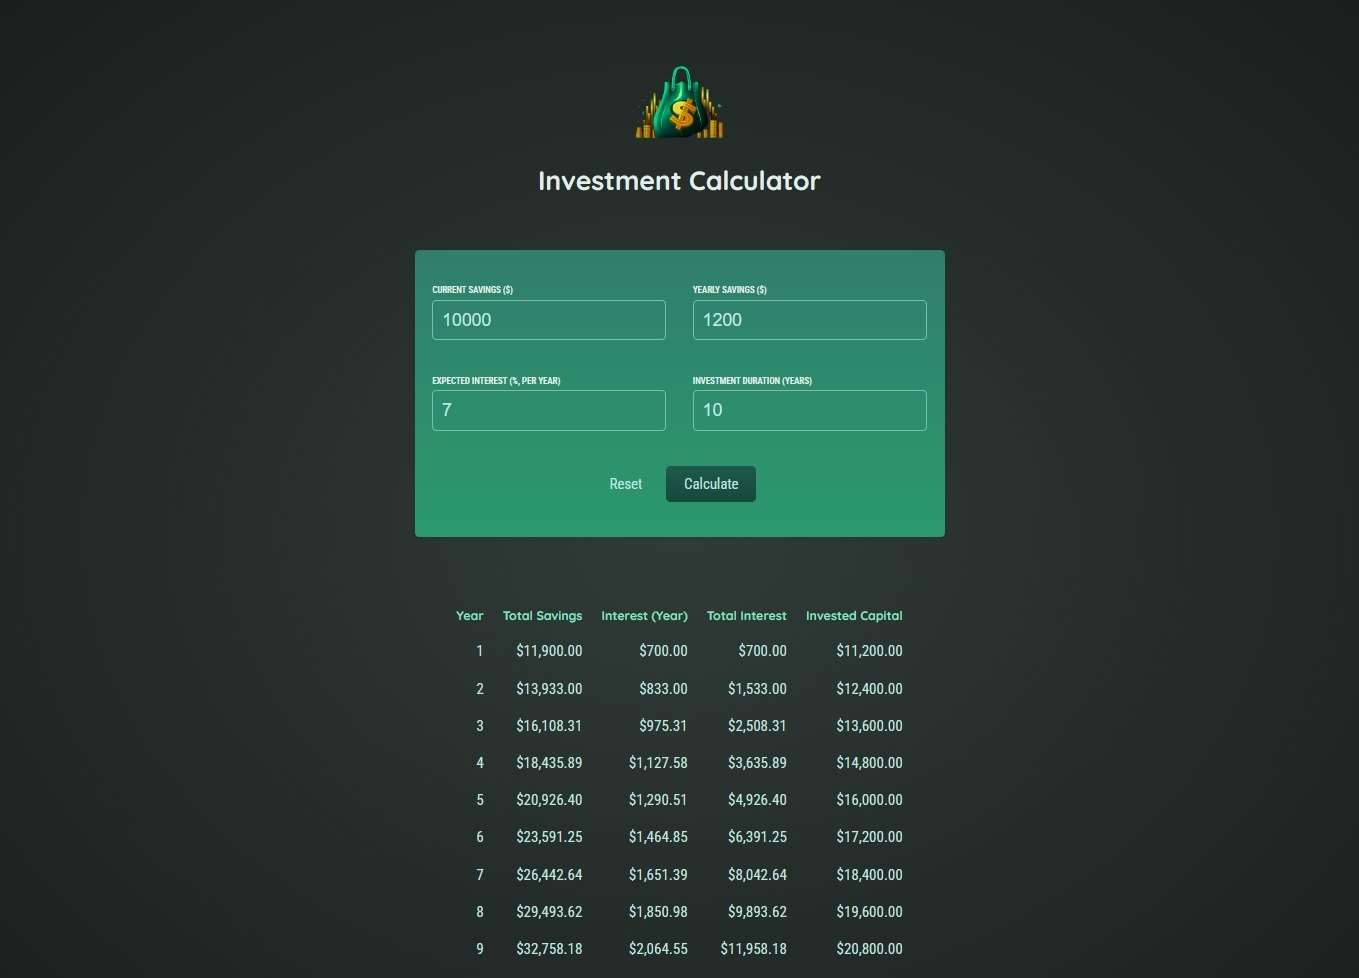 $
Investment Calculator
CURRENT SAVINGS ($) YEARLY SAVINGS ($)
10000 1200
EXPECTED INTEREST (%, PER YEAR) INVESTMENT DURATION (YEARS)
7 10
Reset Calculate
Year Total Savings Interest (Year) Total Interest Invested Capital
1 $11,900.00 $700.00 $700.00 $11,200.00
2 $13,933.00 $833.00 $1,533.00 $12,400.00
3 $16,108.31 $975.31 $2,508.31 $13,600.00
4 $18,435.89 $1,127.58 $3,635.89 $14,800.00
5 $20,926.40 $1,290.51 $4,926.40 $16,000.00
6 $23,591.25 $1,464.85 $6,391.25 $17,200.00
7 $26,442.64 $1,651.39 $8,042.64 $18,400.00
8 $29,493.62 $1,850.98 $9,893.62 $19,600.00
9 $32,758.18 $2,064.55 $11,958.18 $20,800.00